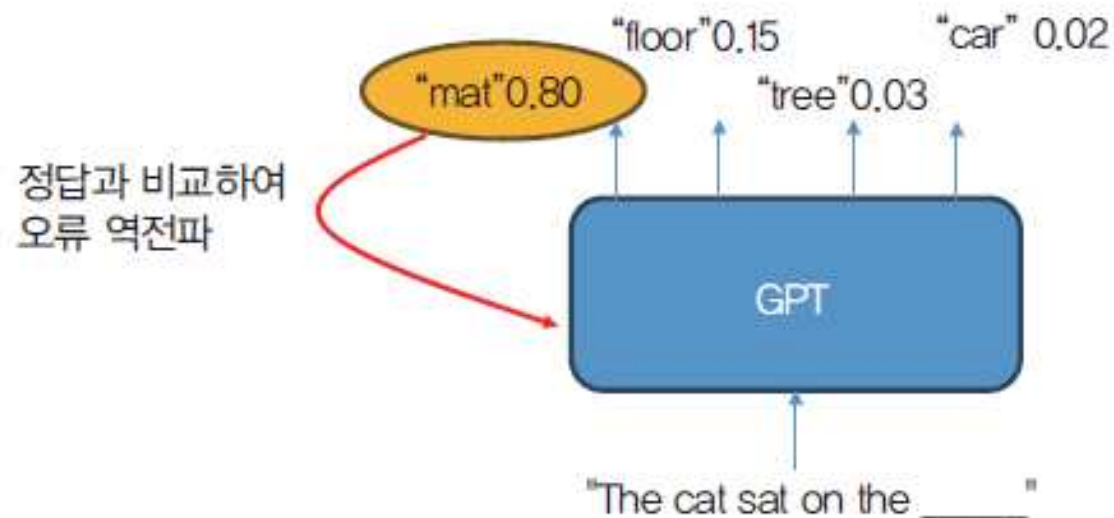 “floor”0.15
“car” 0.02
“mat”0.80
“tree”0.03
정답과 비교하여
오류 역전파
GPT
"The cat sat on the _____"